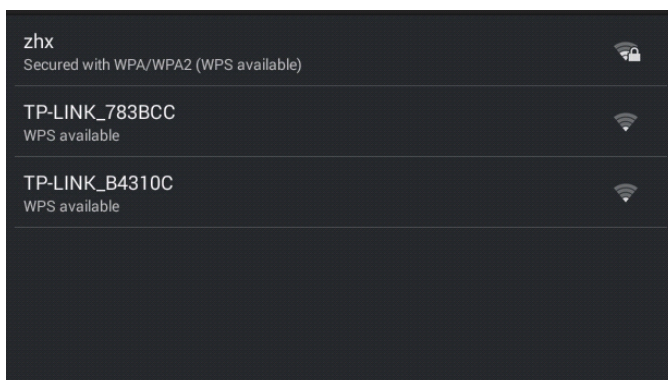 zhx
Secured with WPA/WPA2 (WPS available)
TP-LINK_783BCC
WPS available
TP-LINK_B4310C
WPS available